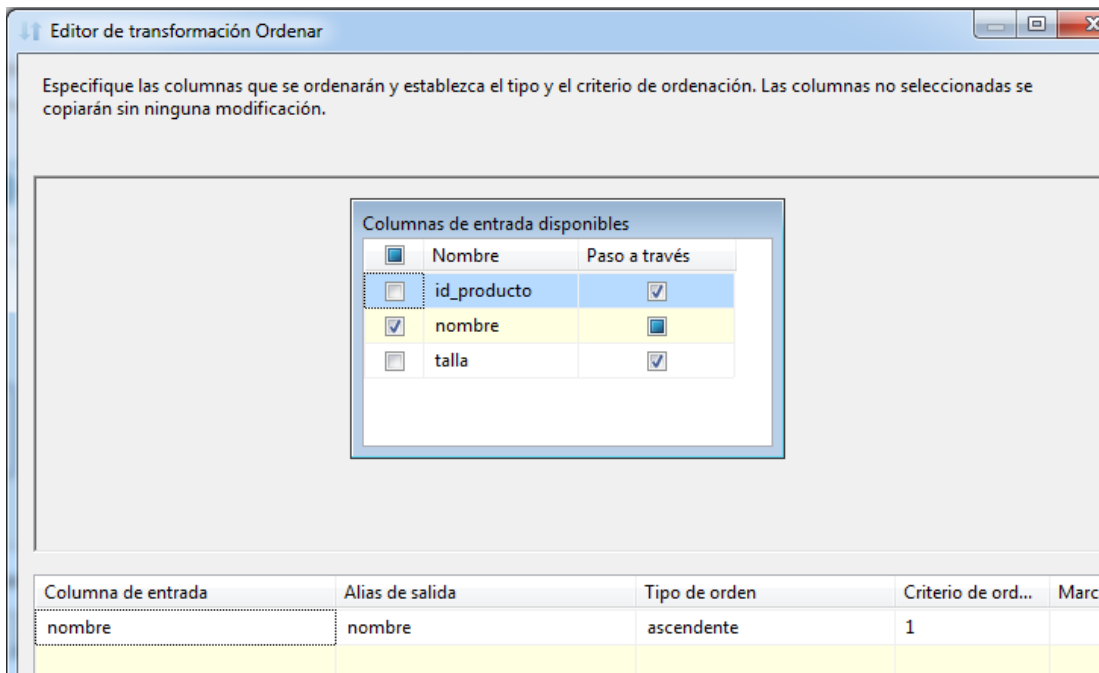 Editor de transformación Ordenar
Especifique las columnas que se ordenarán y establezca el tipo y el criterio de ordenación. Las columnas no seleccionadas se
copiarán sin ninguna modificación.
Columnas de entrada disponibles
Nombre Paso a través
id_producto
nombre
talla
Columna de entrada Alias de salida Tipo de orden Criterio de ord... Marc
nombre nombre ascendente 1